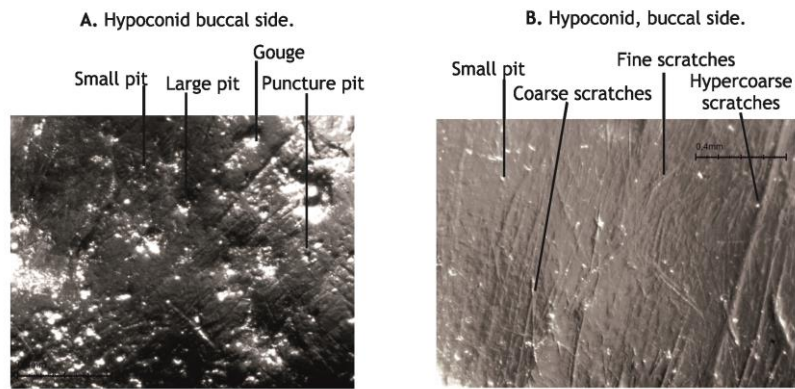 A. Hypoconid buccal side.
Gouge
Small pit
Large pit
Puncture pit
B. Hypoconid, buccal side.
Fine scratches
Small pit
Hypercoarse
Coarse scratches
scratches
0,4mm